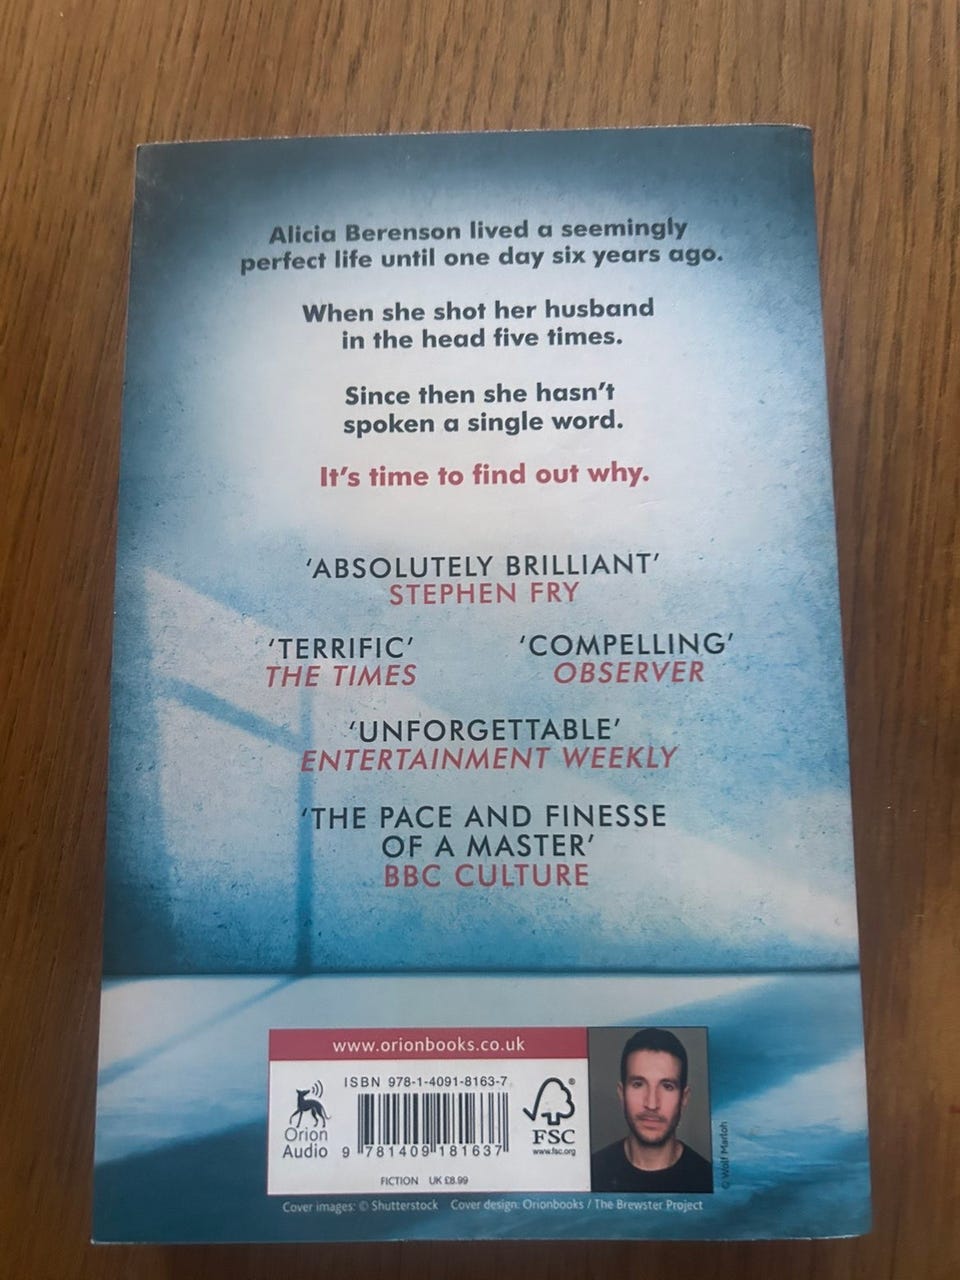 Alicia Berenson lived a seemingly
perfect life until one day six years ago.
When she shot her husband
in the head five times.
Since then she hasn't
spoken a single word.
It's time to find out why.
'ABSOLUTELY BRILLIANT'
STEPHEN FRY
'TERRIFIC'
THE TIMES
'COMPELLING'
OBSERVER
'UNFORGETTABLE'
ENTERTAINMENT WEEKLY
'THE PACE AND FINESSE
OF A MASTER'
BBC CULTURE
www.orionbooks.co.uk
ISBN 978-1-4091-8163-7
Orion
Audio
9 781409 181637
FSC
www.fsc.org
FICTION UK £8.99
© Wolf Marloh
Cover images: © Shutterstock Cover design: Orionbooks / The Brewster Project